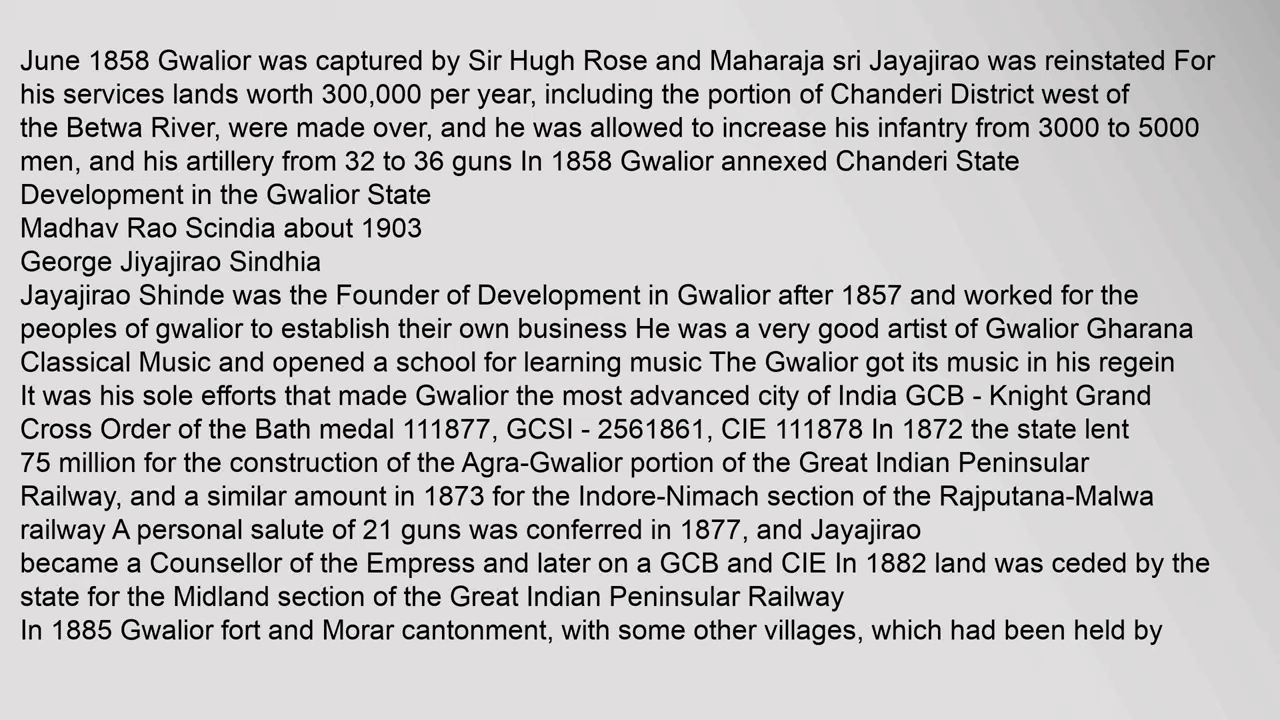 June 1858 Gwalior was captured by Sir Hugh Rose and Maharaja sri Jayajirao was reinstated For
his services lands worth 300,000 per year, including the portion of Chanderi District west of
the Betwa River, were made over, and he was allowed to increase his infantry from 3000 to 5000
men, and his artillery from 32 to 36 guns In 1858 Gwalior annexed Chanderi State
Development in the Gwalior State
Madhav Rao Scindia about 1903
George Jiyajirao Sindhia
Jayajirao Shinde was the Founder of Development in Gwalior after 1857 and worked for the
peoples of gwalior to establish their own business He was a very good artist of Gwalior Gharana
Classical Music and opened a school for learning music The Gwalior got its music in his regein
It was his sole efforts that made Gwalior the most advanced city of India GCB - Knight Grand
Cross Order of the Bath medal 111877, GCSI - 2561861, CIE 111878 In 1872 the state lent
75 million for the construction of the Agra-Gwalior portion of the Great Indian Peninsular
Railway, and a similar amount in 1873 for the Indore-Nimach section of the Rajputana-Malwa
railway A personal salute of 21 guns was conferred in 1877, and Jayajirao
became a Counsellor of the Empress and later on a GCB and CIE In 1882 land was ceded by the
state for the Midland section of the Great Indian Peninsular Railway
In 1885 Gwalior fort and Morar cantonment, with some other villages, which had been held by